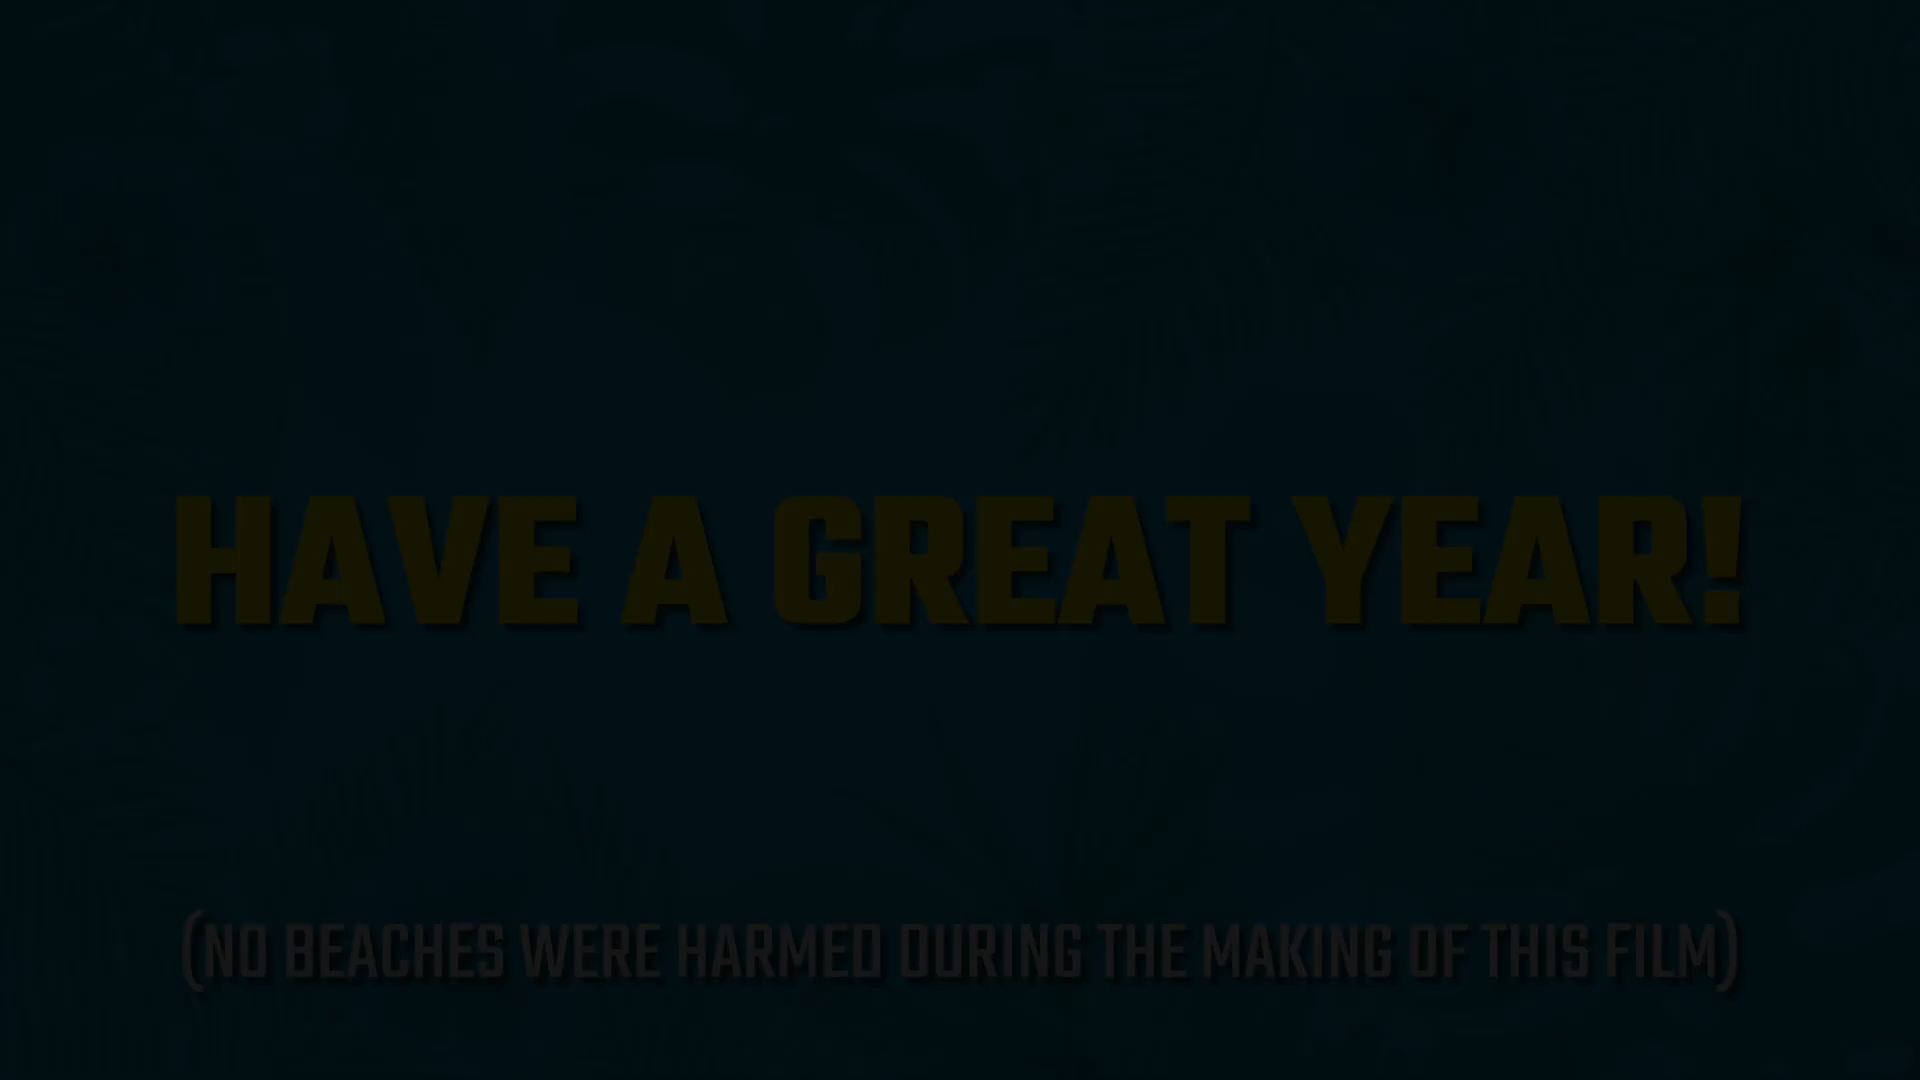 HAVE A GREAT YEAR!
(NO BEACHES WERE HARMED DURING THE MAKING OF THIS FILM)